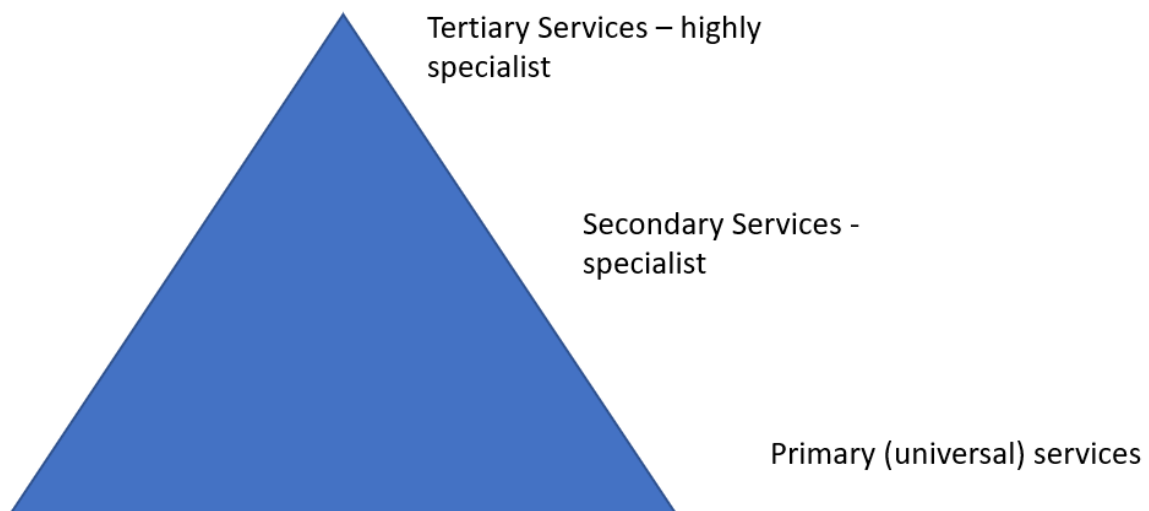 Tertiary Services – highly
specialist
Secondary Services -
specialist
Primary (universal) services